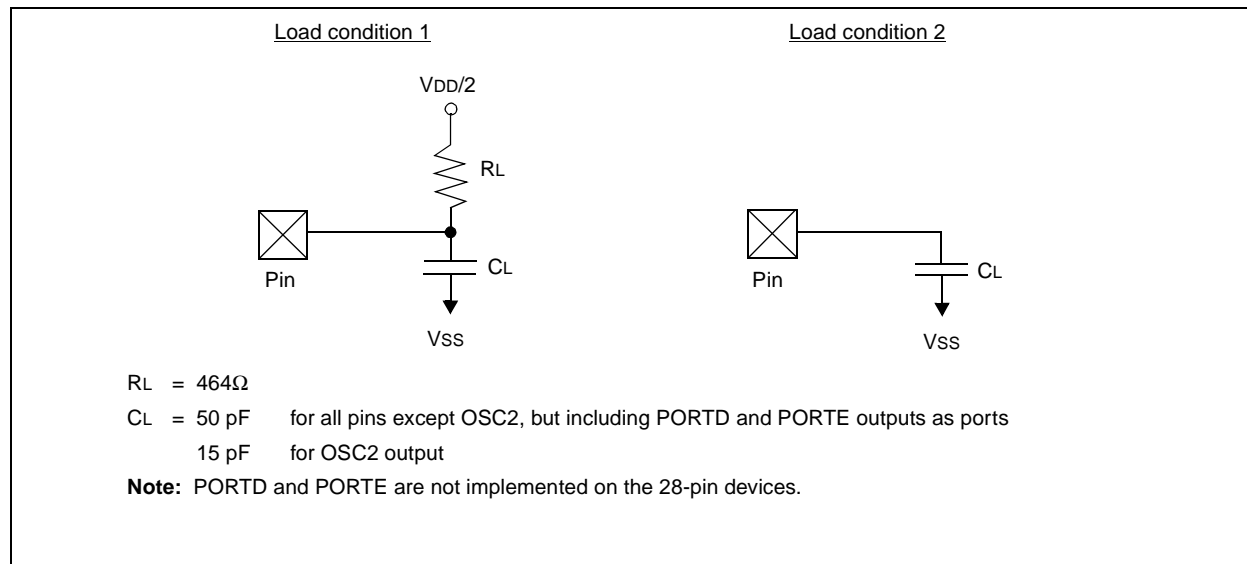 Load condition 1
Load condition 2
VDD/2
RL
Pin
CL
VSS
Pin
CL
VSS
RL = 464Ω
CL = 50 pF for all pins except OSC2, but including PORTD and PORTE outputs as ports
15 pF for OSC2 output
Note: PORTD and PORTE are not implemented on the 28-pin devices.